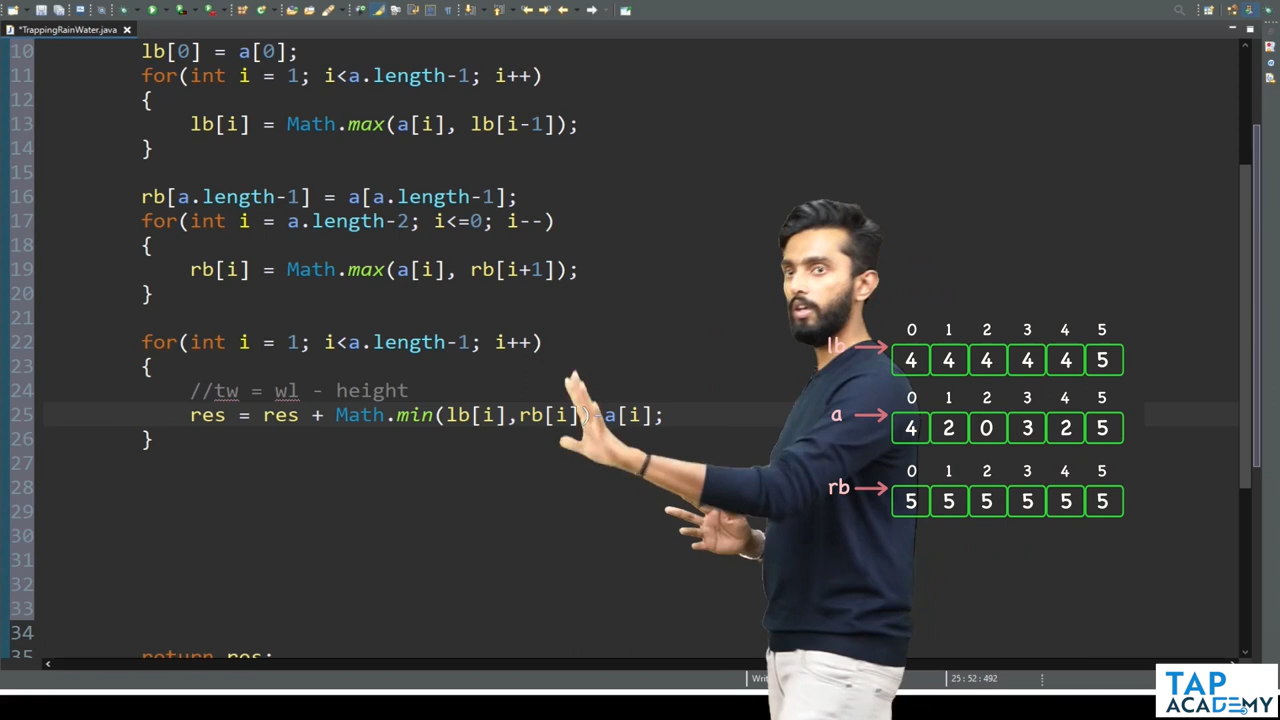 *TrappingRainWater.java
10 lb[0] = a[0];
11 for(int i = 1; i<a.length-1; i++)
12 {
13 lb[i] = Math.max(a[i], lb[i-1]);
14 }
15
16 rb[a.length-1] = a[a.length-1];
17 for(int i = a.length-2; i<=0; i--)
18 {
19 rb[i] = Math.max(a[i], rb[i+1]);
20 }
21
22 for(int i = 1; i<a.length-1; i++)
23 {
24 //tw = wl - height
25 res = res + Math.min(lb[i],rb[i])-a[i];
26 }
27
28
29
30
31
32
33
34
35 return res;
0 1 2 3 4 5
lb 4 4 4 4 4 5
0 1 2 3 4 5
a 4 2 0 3 2 5
0 1 2 3 4 5
rb 5 5 5 5 5 5
25:52:492
TAP
ACADEMY